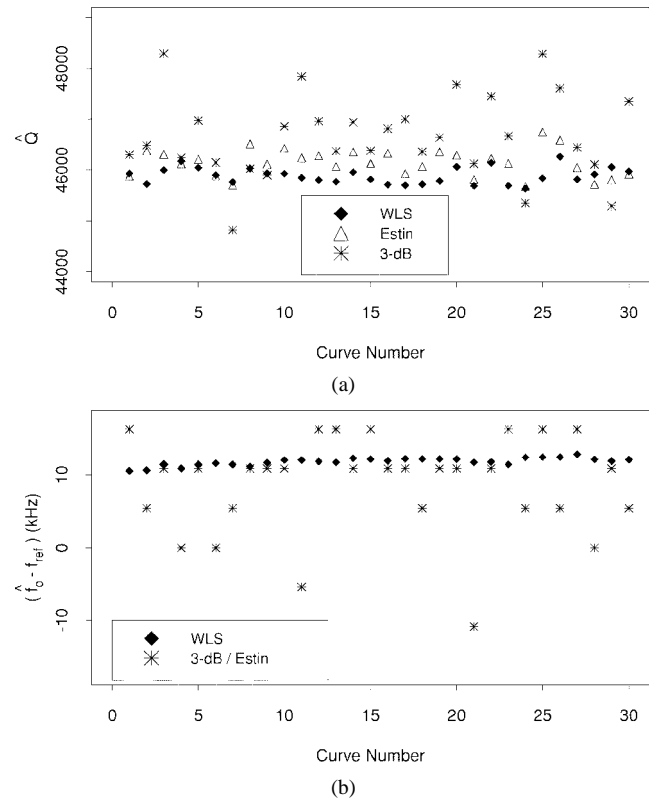 48000
46000
44000
Q̂
WLS
Estin
3-dB
0 5 10 15 20 25 30
Curve Number
(a)
10
0
-10
( f̂o - fref ) (kHz)
WLS
3-dB / Estin
0 5 10 15 20 25 30
Curve Number
(b)